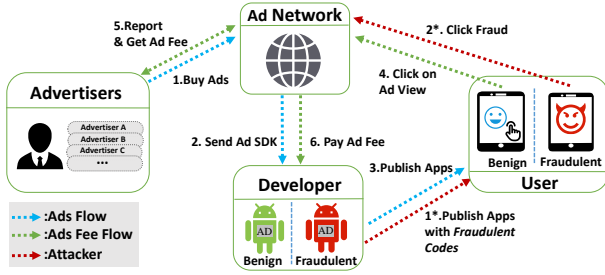 Ad Network
5.Report
& Get Ad Fee
1.Buy Ads
2*. Click Fraud
4. Click on
Ad View
Advertisers
Advertiser A
Advertiser B
Advertiser C
...
2. Send Ad SDK
6. Pay Ad Fee
Benign
Fraudulent
User
3.Publish Apps
Developer
AD
AD
Benign
Fraudulent
1*.Publish Apps
with Fraudulent
Codes
:Ads Flow
:Ads Fee Flow
:Attacker